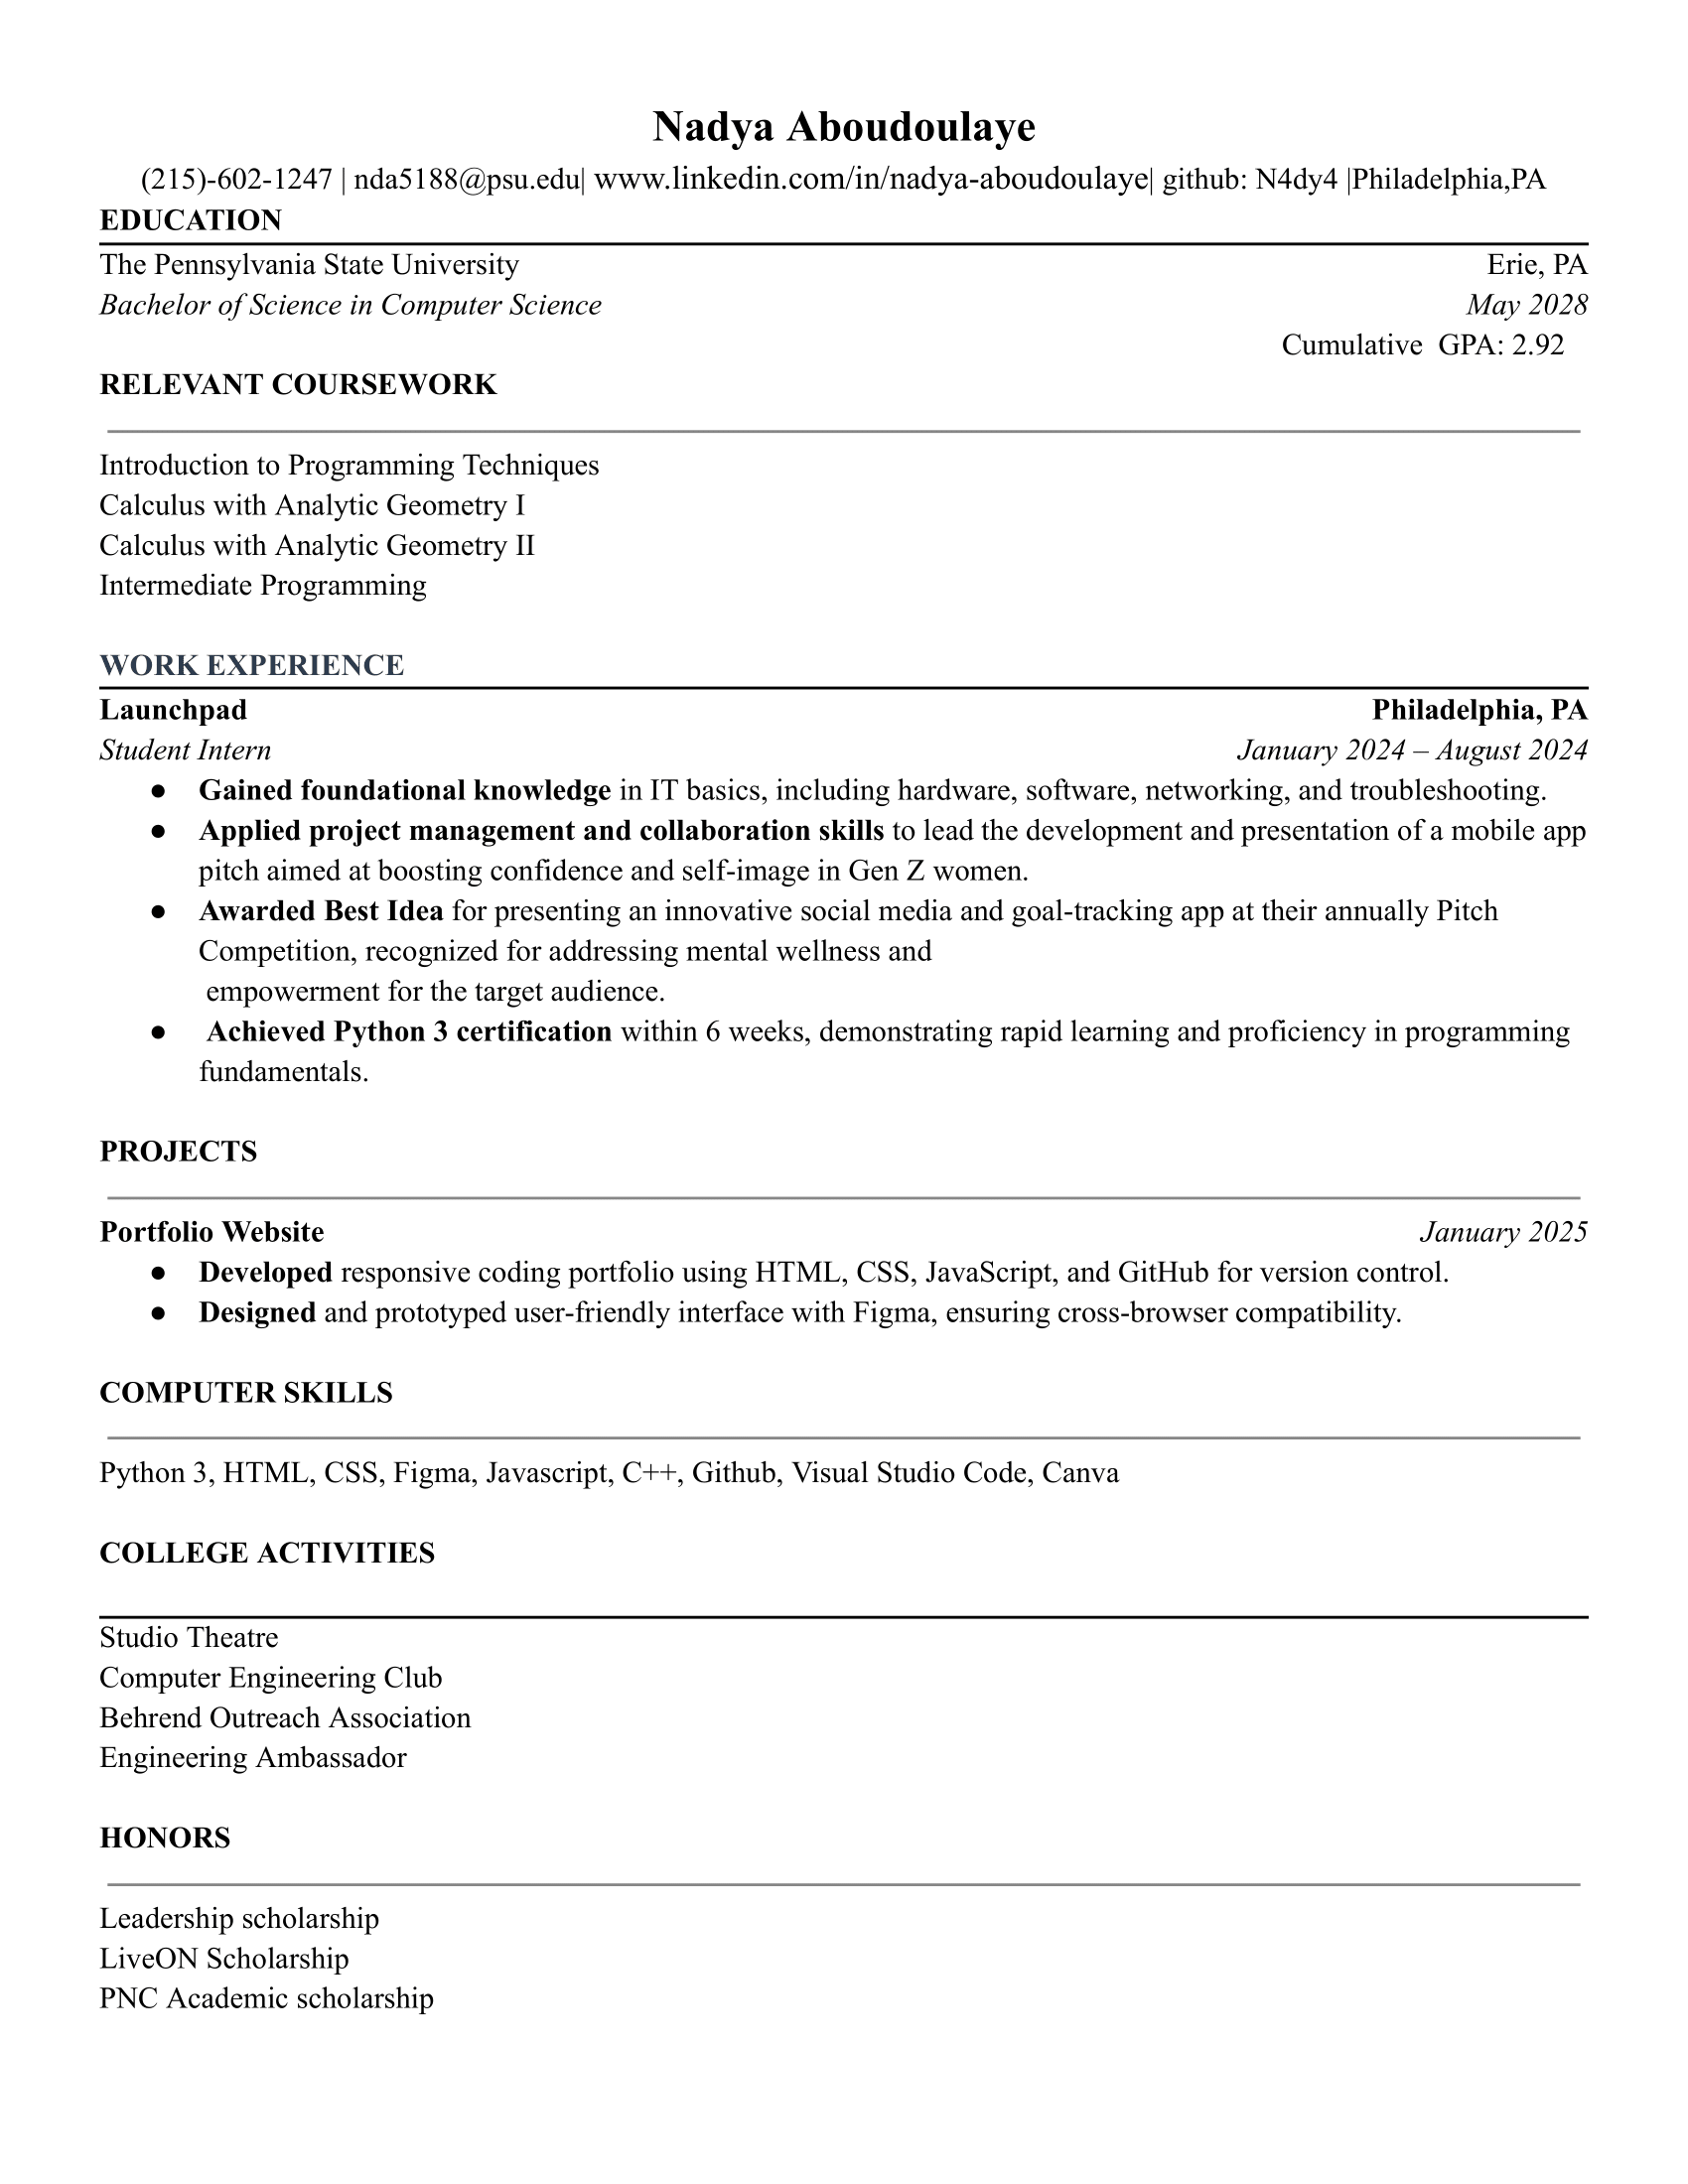 Nadya Aboudoulaye
(215)-602-1247 | nda5188@psu.edu| www.linkedin.com/in/nadya-aboudoulaye| github: N4dy4 |Philadelphia,PA
EDUCATION
The Pennsylvania State University Erie, PA
Bachelor of Science in Computer Science May 2028
Cumulative  GPA: 2.92
RELEVANT COURSEWORK
Introduction to Programming Techniques
Calculus with Analytic Geometry I
Calculus with Analytic Geometry II
Intermediate Programming
WORK EXPERIENCE
Launchpad Philadelphia, PA
Student Intern January 2024 – August 2024
● Gained foundational knowledge in IT basics, including hardware, software, networking, and troubleshooting.
● Applied project management and collaboration skills to lead the development and presentation of a mobile app
pitch aimed at boosting confidence and self-image in Gen Z women.
● Awarded Best Idea for presenting an innovative social media and goal-tracking app at their annually Pitch
Competition, recognized for addressing mental wellness and
empowerment for the target audience.
● Achieved Python 3 certification within 6 weeks, demonstrating rapid learning and proficiency in programming
fundamentals.
PROJECTS
Portfolio Website January 2025
● Developed responsive coding portfolio using HTML, CSS, JavaScript, and GitHub for version control.
● Designed and prototyped user-friendly interface with Figma, ensuring cross-browser compatibility.
COMPUTER SKILLS
Python 3, HTML, CSS, Figma, Javascript, C++, Github, Visual Studio Code, Canva
COLLEGE ACTIVITIES
Studio Theatre
Computer Engineering Club
Behrend Outreach Association
Engineering Ambassador
HONORS
Leadership scholarship
LiveON Scholarship
PNC Academic scholarship